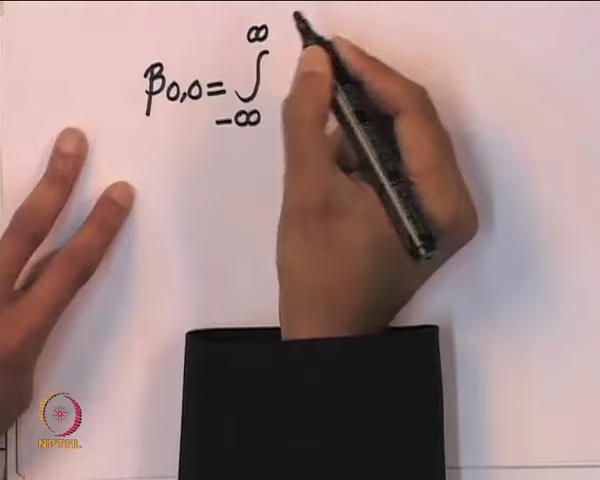 β0,0 = ∫_{-∞}^{∞}
NPTEL